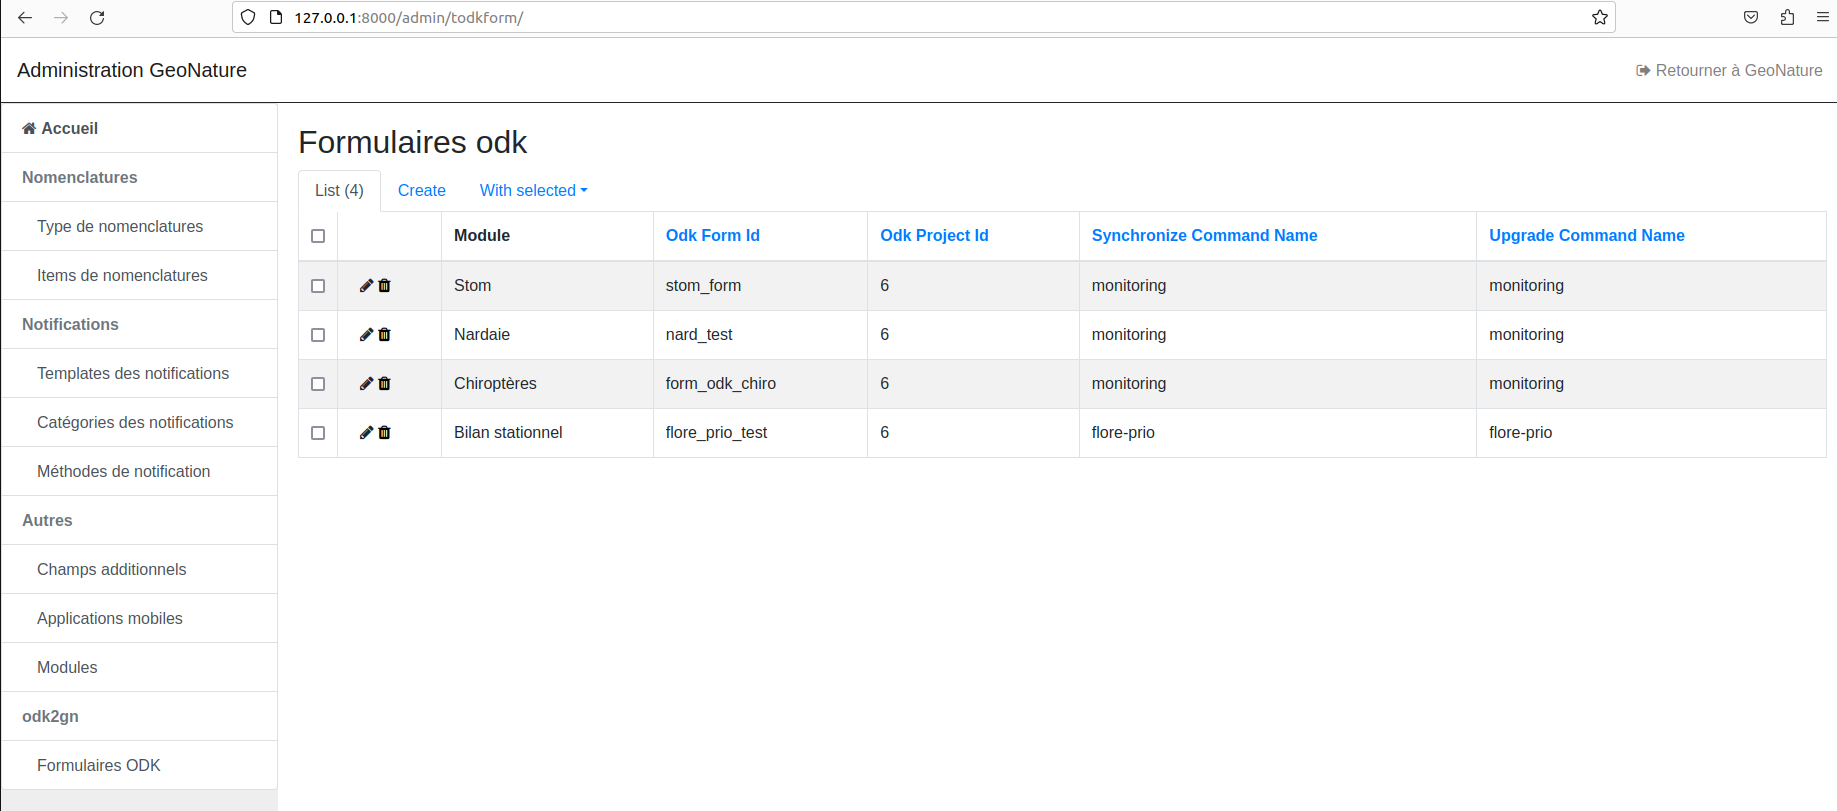 127.0.0.1:8000/admin/todkform/
Administration GeoNature
Retourner à GeoNature
Accueil
Nomenclatures
Type de nomenclatures
Items de nomenclatures
Notifications
Templates des notifications
Catégories des notifications
Méthodes de notification
Autres
Champs additionnels
Applications mobiles
Modules
odk2gn
Formulaires ODK
Formulaires odk
List (4) Create With selected
Module Odk Form Id Odk Project Id Synchronize Command Name Upgrade Command Name
Stom stom_form 6 monitoring monitoring
Nardaie nard_test 6 monitoring monitoring
Chiroptères form_odk_chiro 6 monitoring monitoring
Bilan stationnel flore_prio_test 6 flore-prio flore-prio